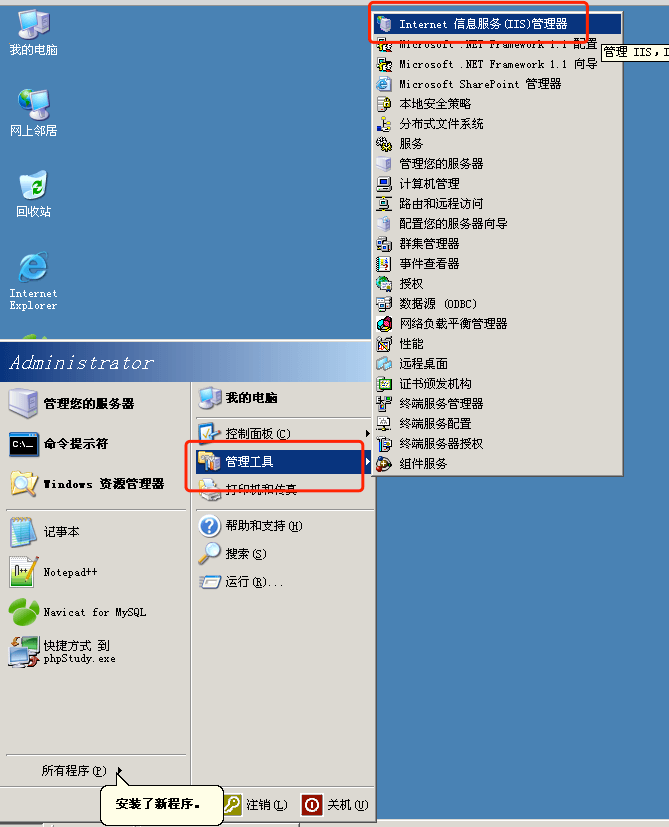 我的电脑
网上邻居
回收站
Internet
Explorer
Internet 信息服务(IIS)管理器
Microsoft .NET Framework 1.1 配置
管理 IIS，I
Microsoft .NET Framework 1.1 向导
Microsoft SharePoint 管理器
本地安全策略
分布式文件系统
服务
管理您的服务器
计算机管理
路由和远程访问
配置您的服务器向导
群集管理器
事件查看器
授权
数据源 (ODBC)
网络负载平衡管理器
性能
远程桌面
证书颁发机构
终端服务管理器
终端服务配置
终端服务器授权
组件服务
Administrator
管理您的服务器
C:\_
命令提示符
Windows 资源管理器
记事本
Notepad++
Navicat for MySQL
快捷方式 到
phpStudy.exe
所有程序(P)
我的电脑
控制面板(C)
管理工具
打印机和传真
帮助和支持(H)
搜索(S)
运行(R)...
安装了新程序。
注销(L)
关机(U)